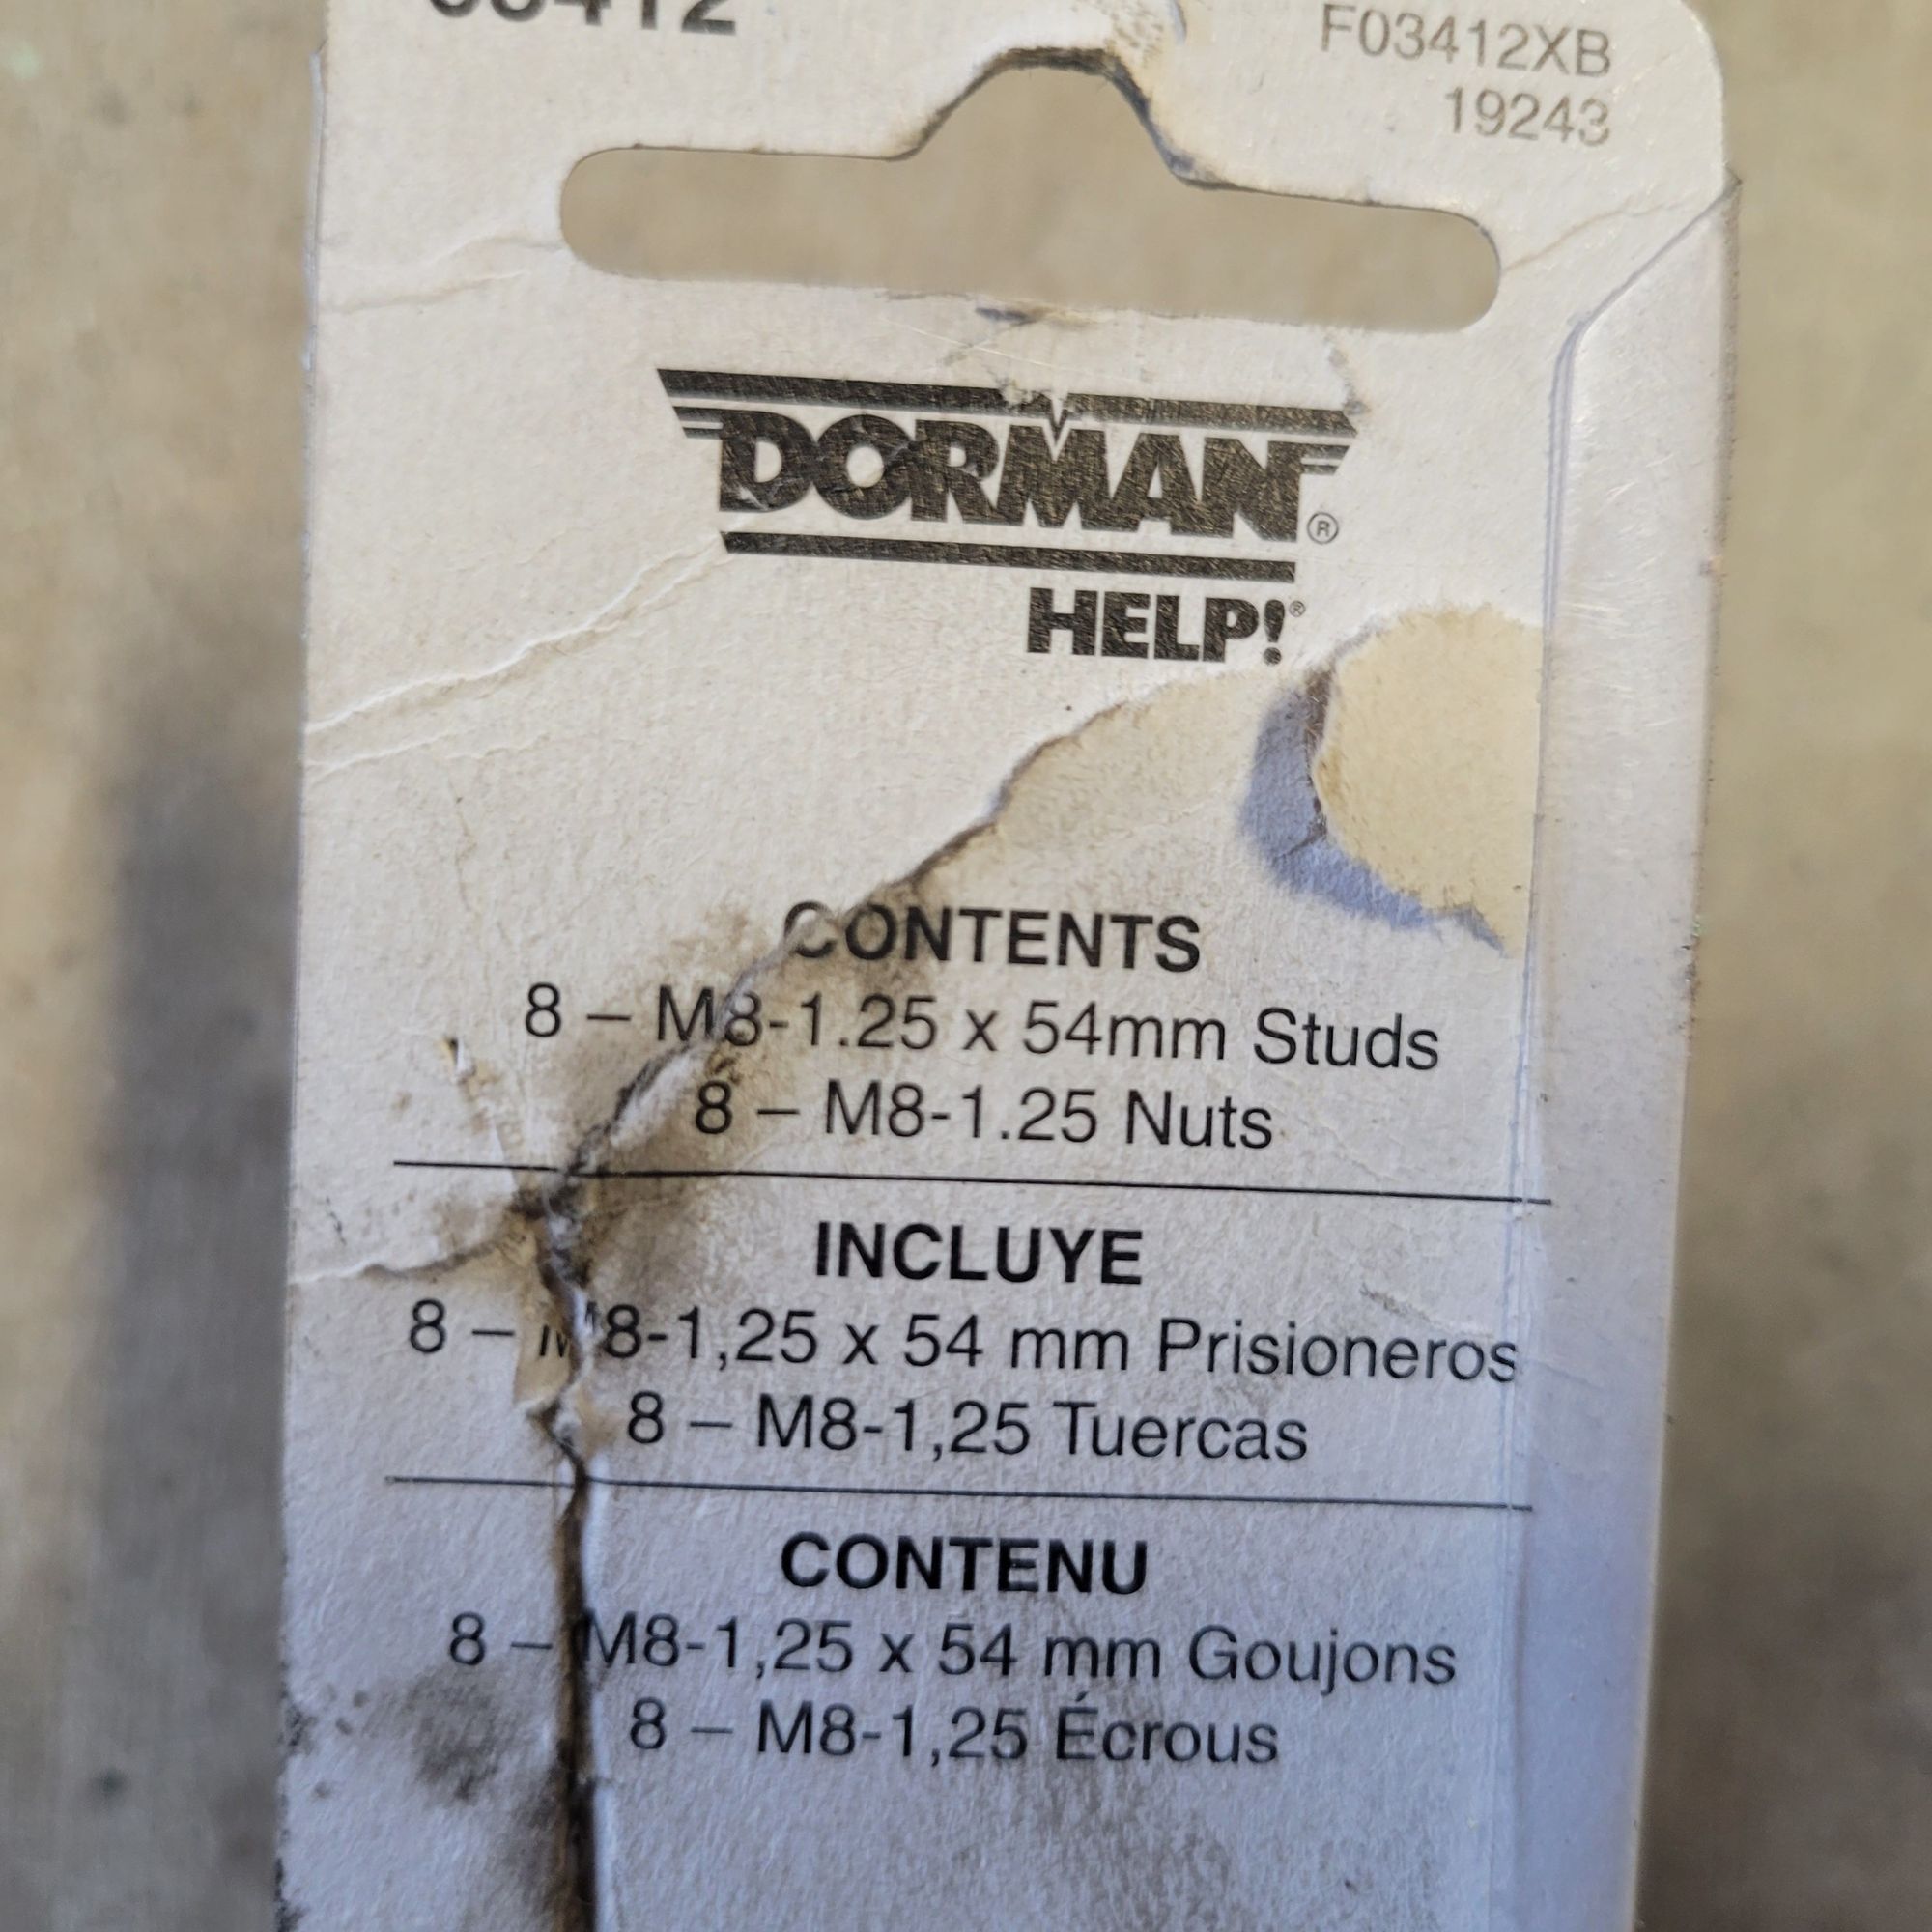 03412
F03412XB
19243
DORMAN®
HELP!®
CONTENTS
8 – M8-1.25 x 54mm Studs
8 – M8-1.25 Nuts
INCLUYE
8 – M8-1,25 x 54 mm Prisioneros
8 – M8-1,25 Tuercas
CONTENU
8 – M8-1,25 x 54 mm Goujons
8 – M8-1,25 Écrous